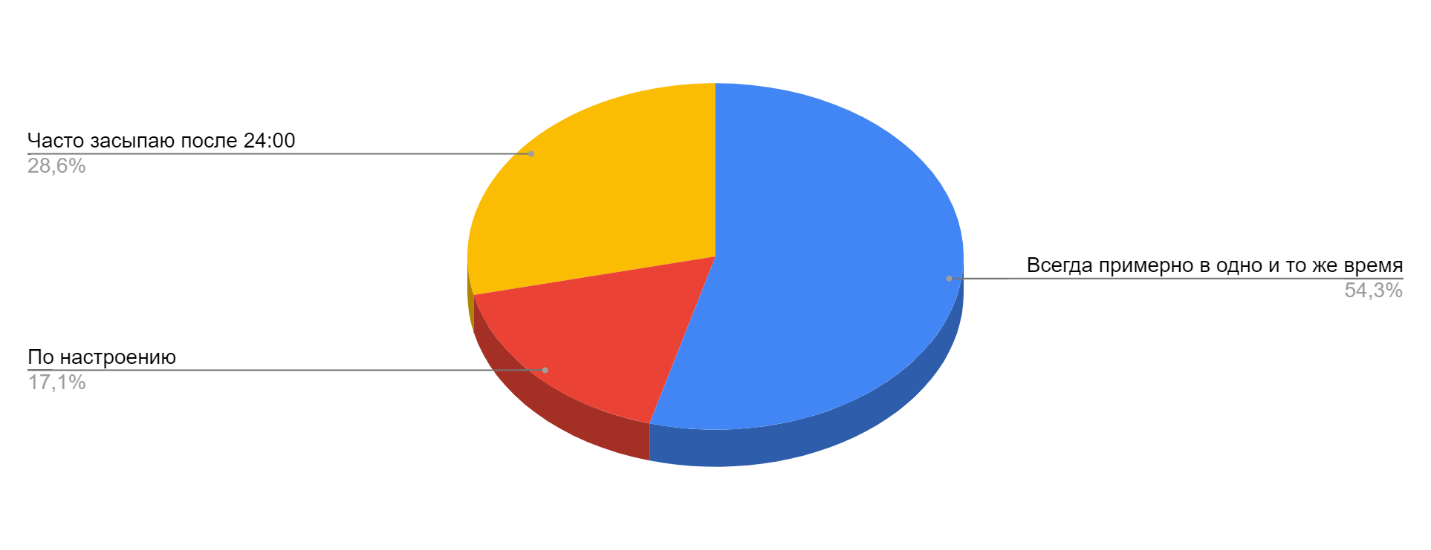 Часто засыпаю после 24:00
28,6%
Всегда примерно в одно и то же время
54,3%
По настроению
17,1%